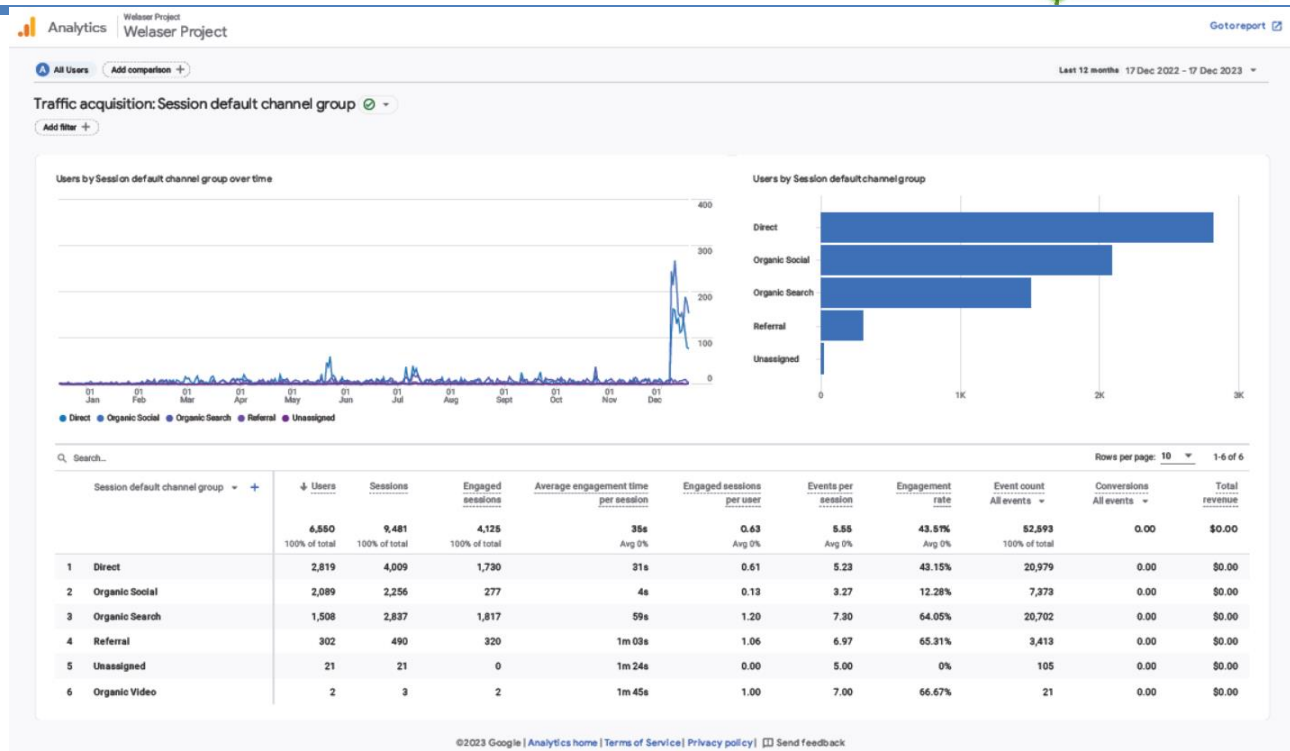 Analytics
Welaser Project
Welaser Project
Gotoreport
A All Users
Add comparison +
Last 12 months 17 Dec 2022 - 17 Dec 2023
Traffic acquisition: Session default channel group
Add filter +
Users by Session default channel group over time
400
300
200
100
0
01 Jan
01 Feb
01 Mar
01 Apr
01 May
01 Jun
01 Jul
01 Aug
01 Sept
01 Oct
01 Nov
01 Dec
Direct Organic Social Organic Search Referral Unassigned
Users by Session default channel group
Direct
Organic Social
Organic Search
Referral
Unassigned
0 1K 2K 3K
Search...
Rows per page: 10 1-6 of 6
Session default channel group + ↓ Users Sessions Engaged sessions Average engagement time per session Engaged sessions per user Events per session Engagement rate Event count All events Conversions All events Total revenue
6,550 9,481 4,125 35s 0.63 5.55 43.51% 52,593 0.00 $0.00
100% of total 100% of total 100% of total Avg 0% Avg 0% Avg 0% Avg 0% 100% of total
1 Direct 2,819 4,009 1,730 31s 0.61 5.23 43.15% 20,979 0.00 $0.00
2 Organic Social 2,089 2,256 277 4s 0.13 3.27 12.28% 7,373 0.00 $0.00
3 Organic Search 1,508 2,837 1,817 59s 1.20 7.30 64.05% 20,702 0.00 $0.00
4 Referral 302 490 320 1m 03s 1.06 6.97 65.31% 3,413 0.00 $0.00
5 Unassigned 21 21 0 1m 24s 0.00 5.00 0% 105 0.00 $0.00
6 Organic Video 2 3 2 1m 45s 1.00 7.00 66.67% 21 0.00 $0.00
©2023 Google | Analytics home | Terms of Service | Privacy policy | Send feedback